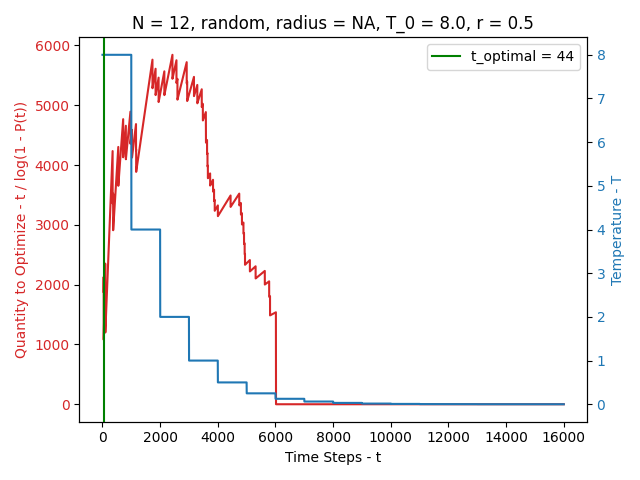 N = 12, random, radius = NA, T_0 = 8.0, r = 0.5
t_optimal = 44
Quantity to Optimize - t / log(1 - P(t))
6000
5000
4000
3000
2000
1000
0
8
7
6
5
4
3
2
1
0
Temperature - T
0 2000 4000 6000 8000 10000 12000 14000 16000
Time Steps - t